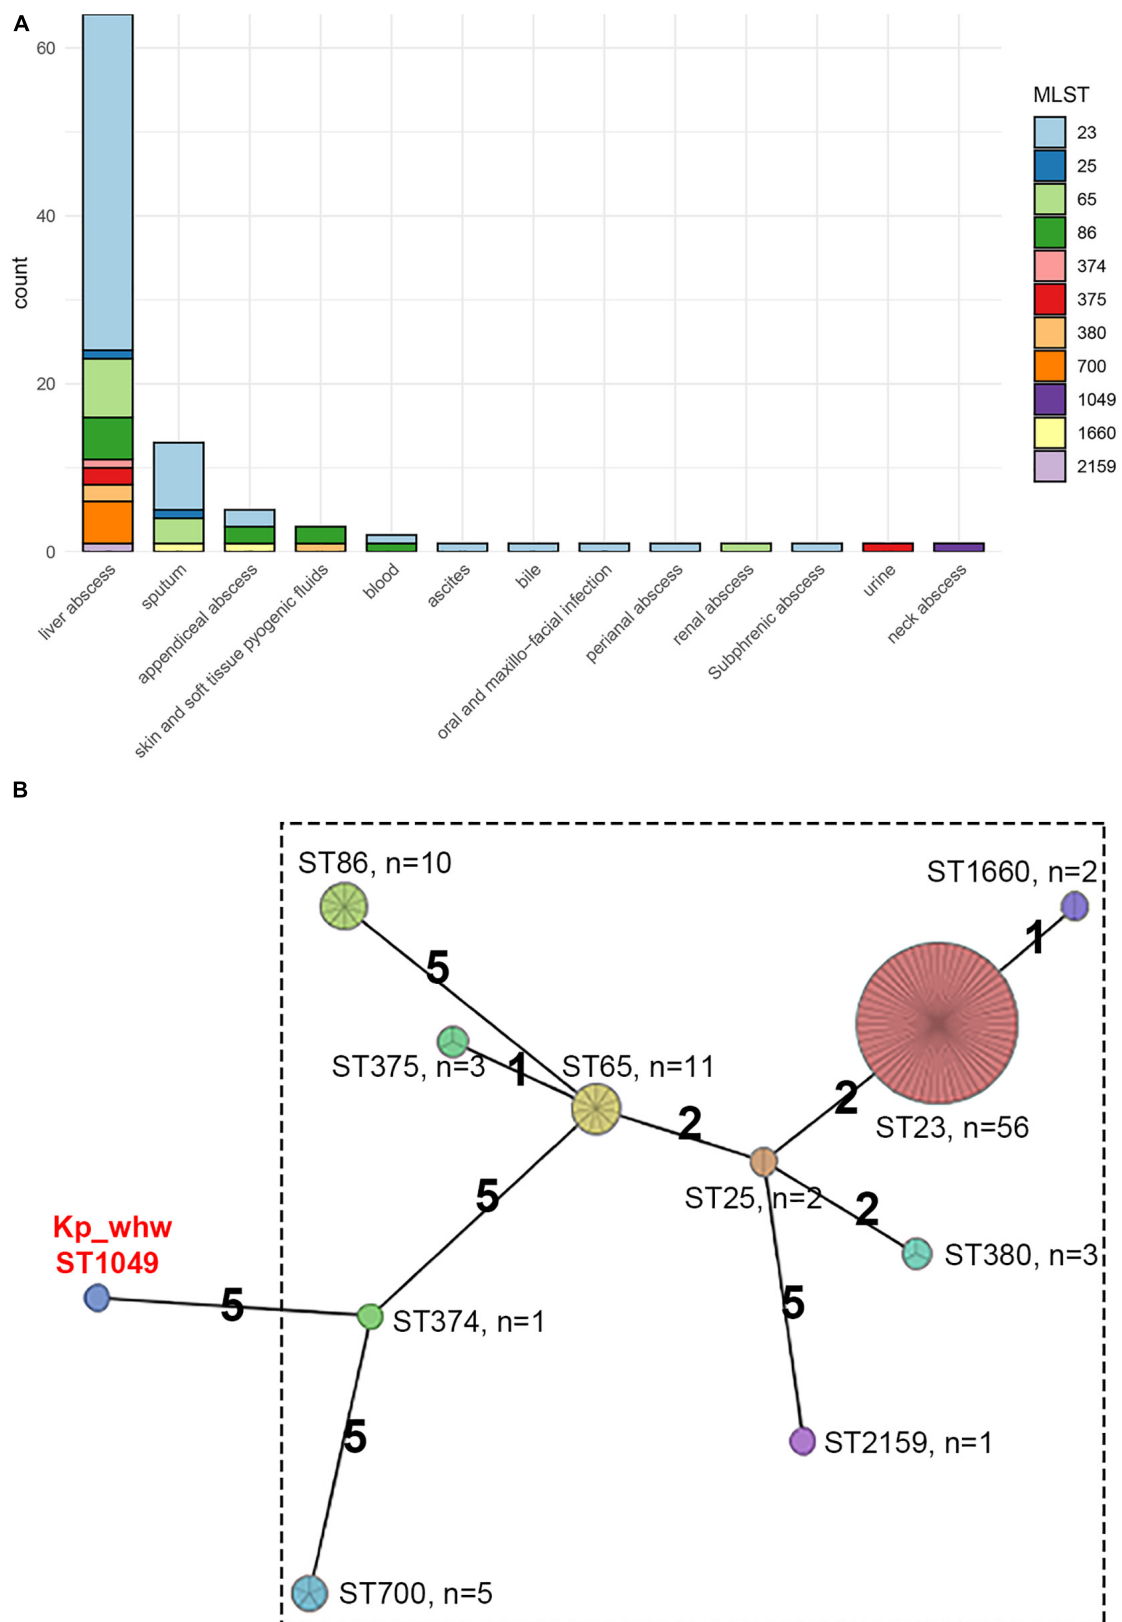 A
60
40
20
0
count
liver abscess
sputum
appendiceal abscess
skin and soft tissue pyogenic fluids
blood
ascites
bile
oral and maxillo-facial infection
perianal abscess
renal abscess
Subphrenic abscess
urine
neck abscess
MLST
23
25
65
86
374
375
380
700
1049
1660
2159
B
ST86, n=10
ST1660, n=2
5
1
ST375, n=3
1
ST65, n=11
2
2
ST23, n=56
5
ST25, n=2
2
Kp_whw
ST1049
ST380, n=3
5
5
ST374, n=1
5
ST2159, n=1
ST700, n=5